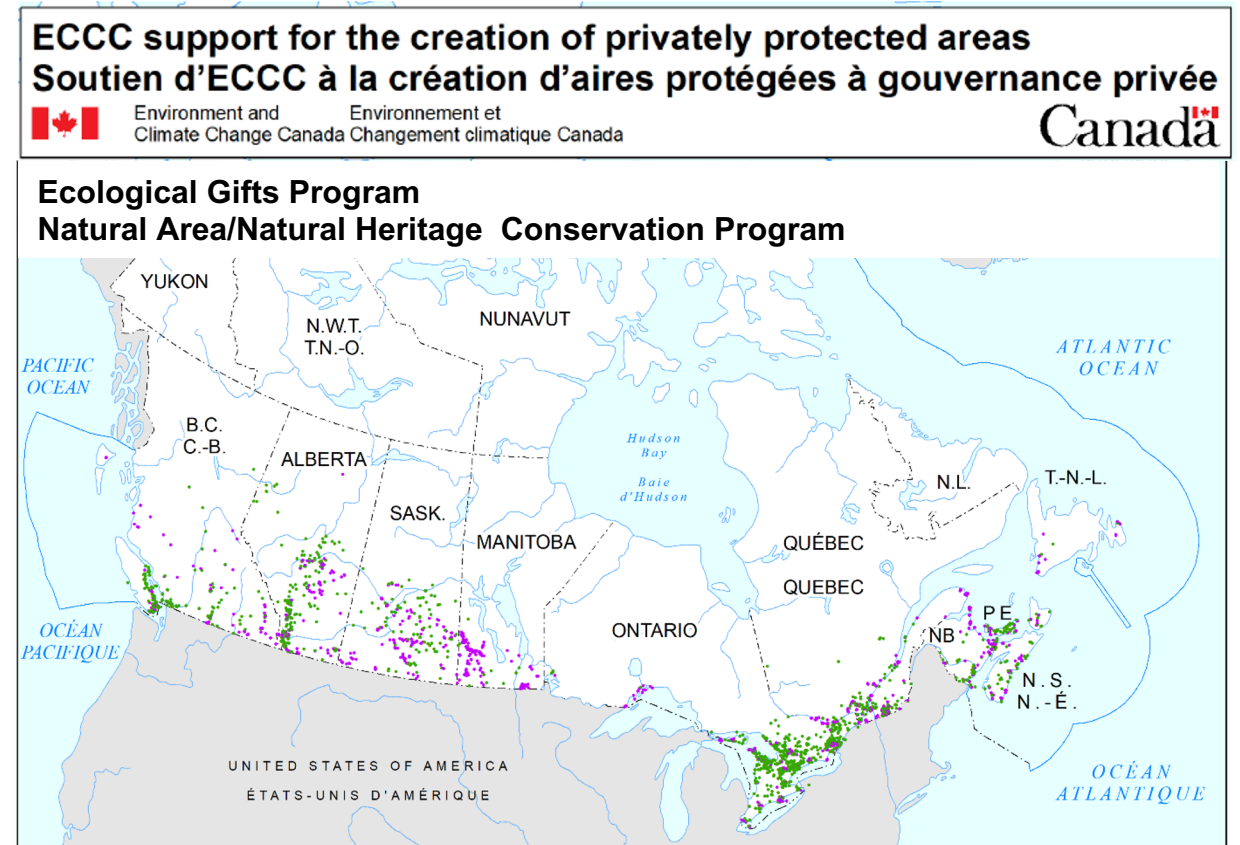 ECCC support for the creation of privately protected areas
Soutien d'ECCC à la création d'aires protégées à gouvernance privée
Environment and
Climate Change Canada
Environnement et
Changement climatique Canada
Canada
Ecological Gifts Program
Natural Area/Natural Heritage Conservation Program
YUKON
N.W.T.
T.N.-O.
NUNAVUT
PACIFIC
OCEAN
ATLANTIC
OCEAN
B.C.
C.-B.
ALBERTA
Hudson
Bay
Baie
d'Hudson
N.L.
T.-N.-L.
SASK.
MANITOBA
QUÉBEC
QUEBEC
ONTARIO
OCÉAN
PACIFIQUE
P E
NB
N.S.
N.-É.
UNITED STATES OF AMERICA
ÉTATS-UNIS D'AMÉRIQUE
OCÉAN
ATLANTIQUE